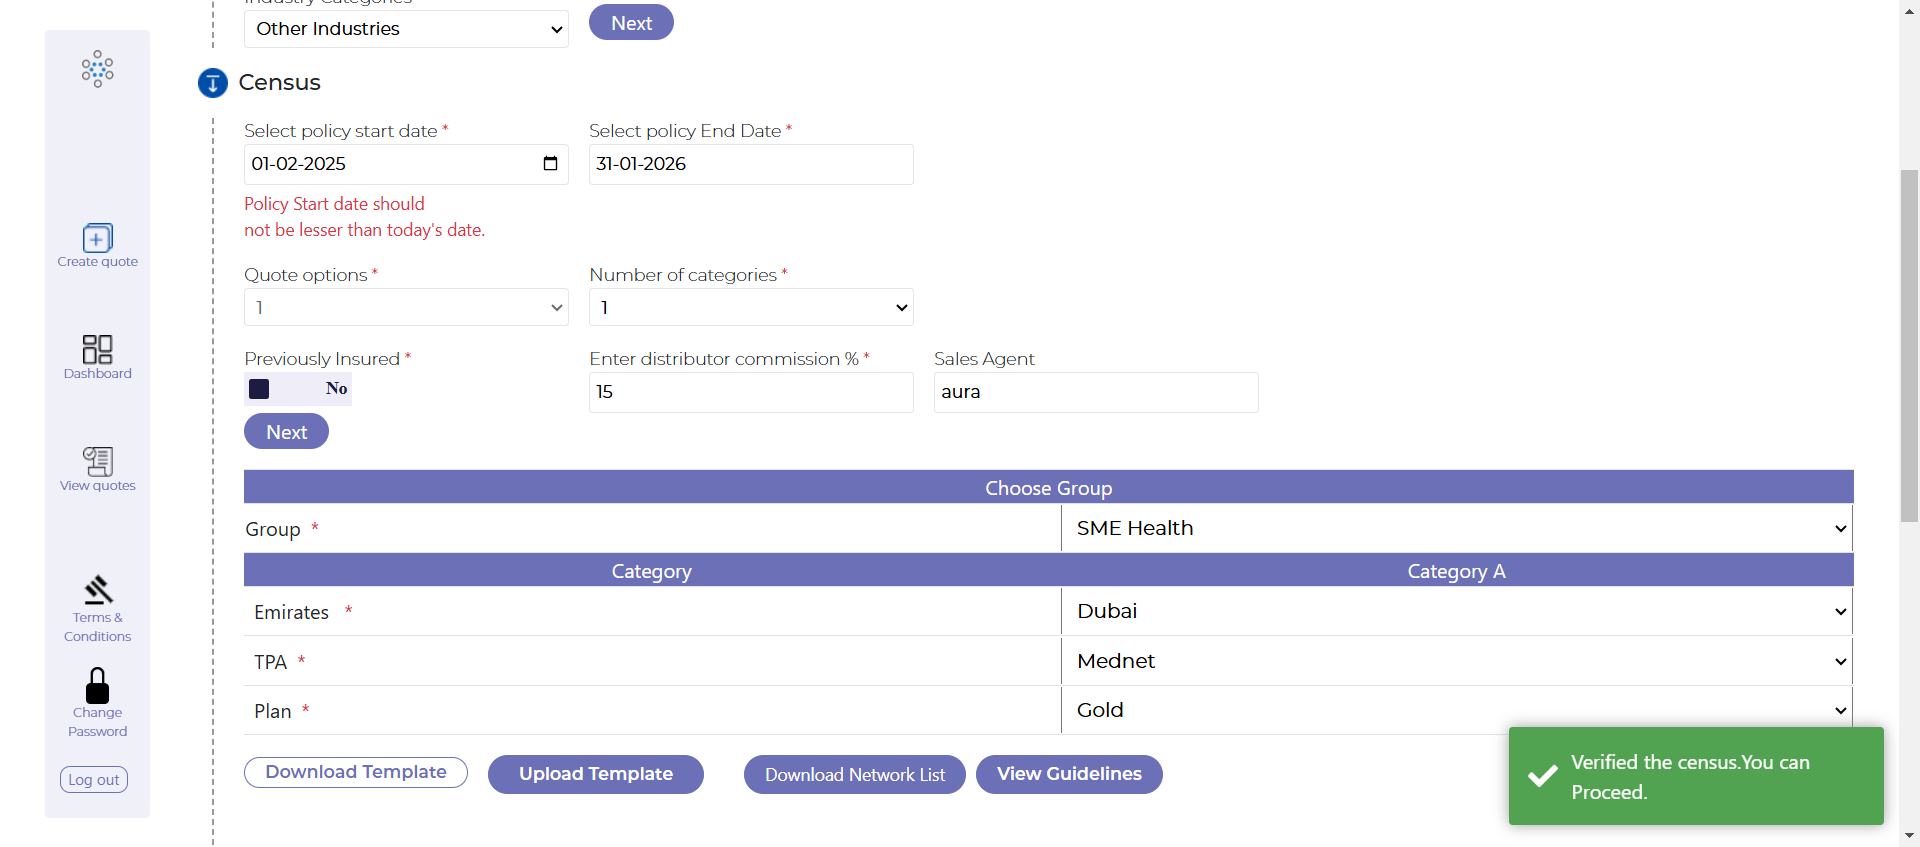 Industry Categories
Other Industries
Next
Census
Select policy start date *
Select policy End Date *
01-02-2025
31-01-2026
Policy Start date should
not be lesser than today's date.
Quote options *
Number of categories *
1
1
Previously Insured *
Enter distributor commission % *
Sales Agent
No
15
aura
Next
Choose Group
Group *
SME Health
Category
Category A
Emirates *
Dubai
TPA *
Mednet
Plan *
Gold
Download Template
Upload Template
Download Network List
View Guidelines
Verified the census.You can
Proceed.
Create quote
Dashboard
View quotes
Terms &
Conditions
Change
Password
Log out